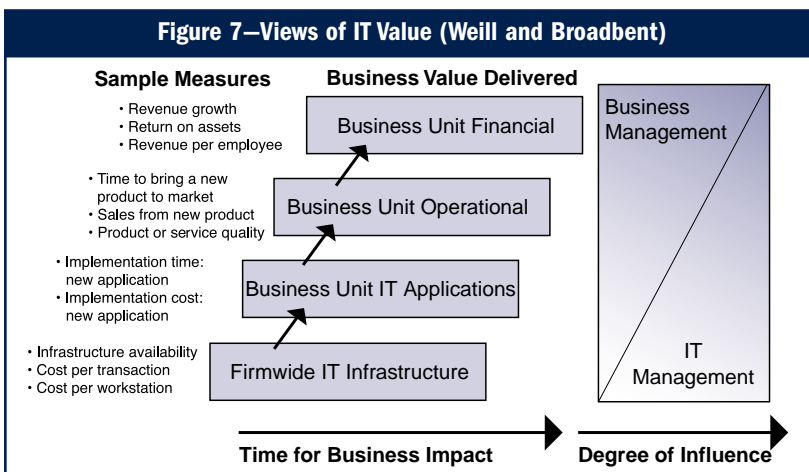 Figure 7—Views of IT Value (Weill and Broadbent)
Sample Measures
Business Value Delivered
• Revenue growth
• Return on assets
• Revenue per employee
Business Unit Financial
• Time to bring a new
product to market
• Sales from new product
• Product or service quality
Business Unit Operational
• Implementation time:
new application
• Implementation cost:
new application
Business Unit IT Applications
• Infrastructure availability
• Cost per transaction
• Cost per workstation
Firmwide IT Infrastructure
Business
Management
IT
Management
Time for Business Impact
Degree of Influence